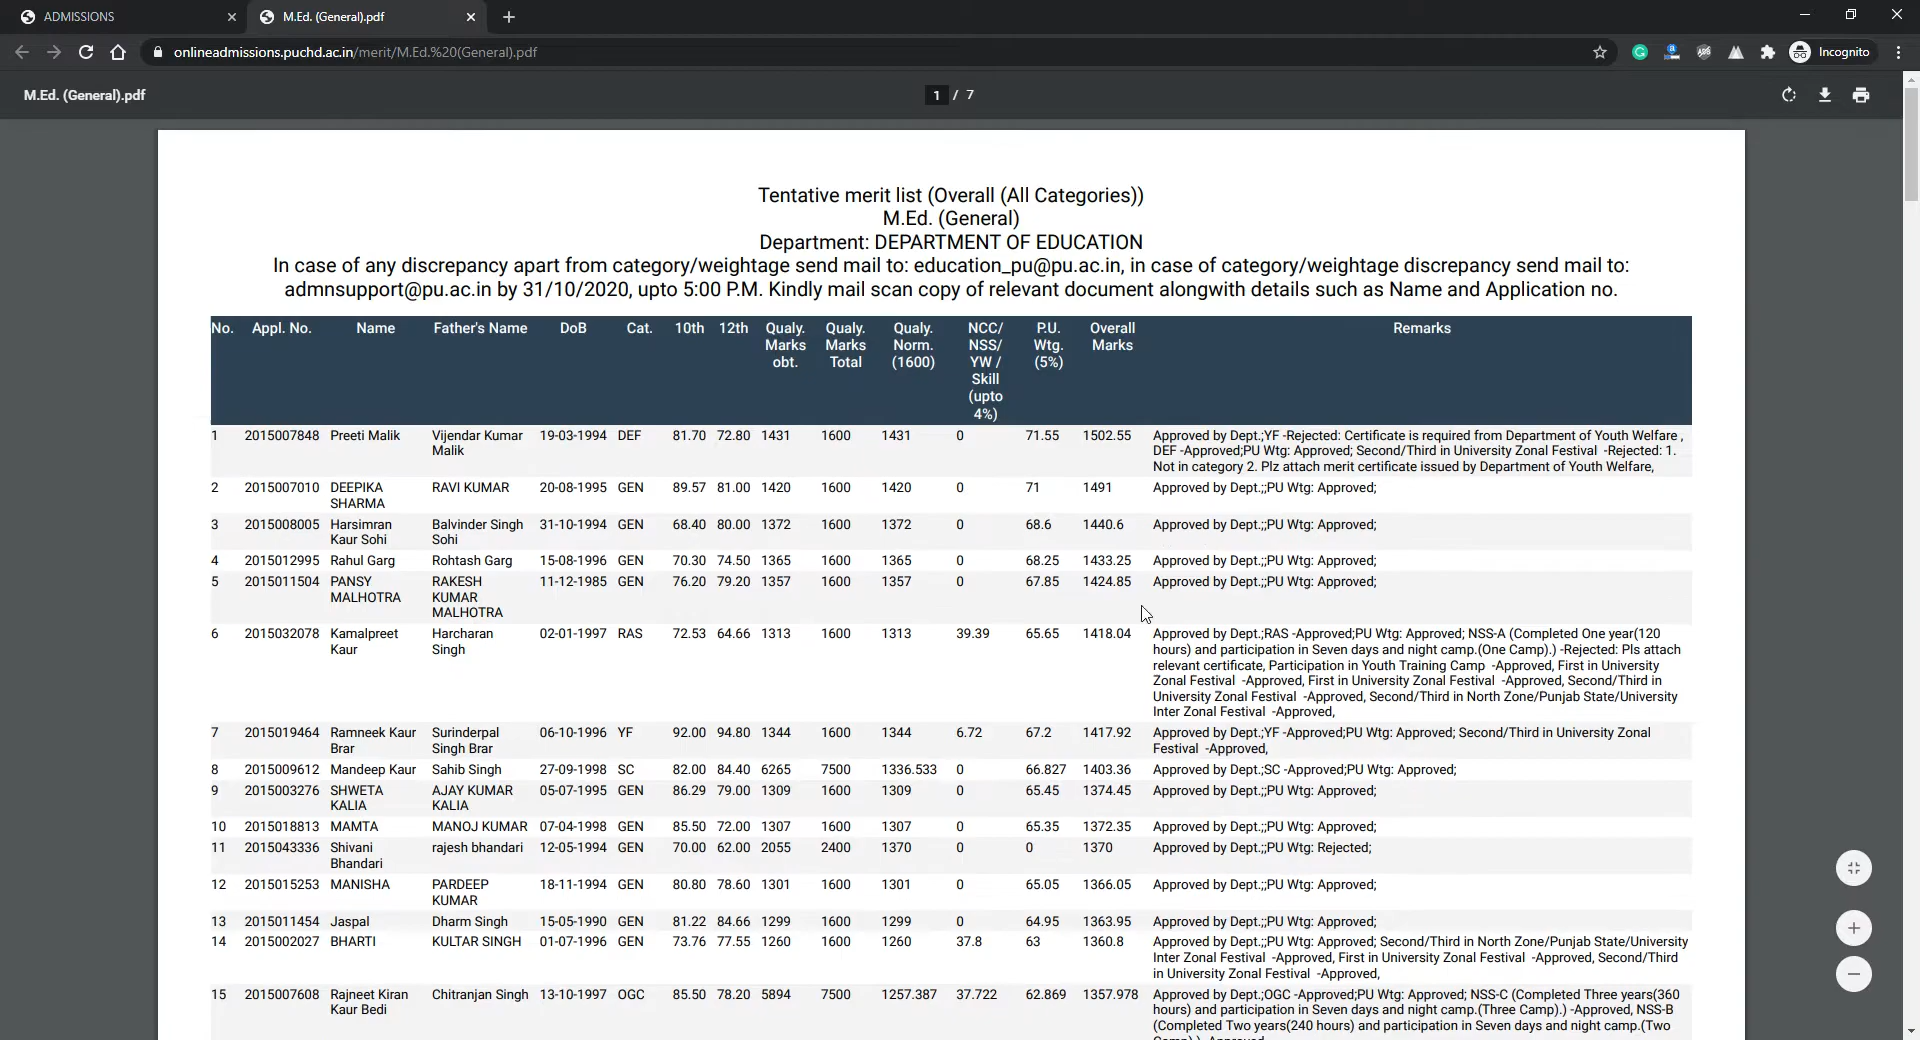 ADMISSIONS
M.Ed. (General).pdf
onlineadmissions.puchd.ac.in/merit/M.Ed.%20(General).pdf
Incognito
M.Ed. (General).pdf
1 / 7
Tentative merit list (Overall (All Categories))
M.Ed. (General)
Department: DEPARTMENT OF EDUCATION
In case of any discrepancy apart from category/weightage send mail to: education_pu@pu.ac.in, in case of category/weightage discrepancy send mail to:
admnsupport@pu.ac.in by 31/10/2020, upto 5:00 P.M. Kindly mail scan copy of relevant document alongwith details such as Name and Application no.
No. Appl. No. Name Father's Name DoB Cat. 10th 12th Qualy. Qualy. Qualy. NCC/ P.U. Overall Remarks
Marks Marks Norm. NSS/ Wtg. Marks
obt. Total (1600) YW / (5%)
Skill
(upto
4%)
1 2015007848 Preeti Malik Vijendar Kumar 19-03-1994 DEF 81.70 72.80 1431 1600 1431 0 71.55 1502.55 Approved by Dept.;YF -Rejected: Certificate is required from Department of Youth Welfare ,
Malik DEF -Approved;PU Wtg: Approved; Second/Third in University Zonal Festival -Rejected: 1.
Not in category 2. Plz attach merit certificate issued by Department of Youth Welfare,
2 2015007010 DEEPIKA RAVI KUMAR 20-08-1995 GEN 89.57 81.00 1420 1600 1420 0 71 1491 Approved by Dept.;;PU Wtg: Approved;
SHARMA
3 2015008005 Harsimran Balvinder Singh 31-10-1994 GEN 68.40 80.00 1372 1600 1372 0 68.6 1440.6 Approved by Dept.;;PU Wtg: Approved;
Kaur Sohi Sohi
4 2015012995 Rahul Garg Rohtash Garg 15-08-1996 GEN 70.30 74.50 1365 1600 1365 0 68.25 1433.25 Approved by Dept.;;PU Wtg: Approved;
5 2015011504 PANSY RAKESH 11-12-1985 GEN 76.20 79.20 1357 1600 1357 0 67.85 1424.85 Approved by Dept.;;PU Wtg: Approved;
MALHOTRA KUMAR
MALHOTRA
6 2015032078 Kamalpreet Harcharan 02-01-1997 RAS 72.53 64.66 1313 1600 1313 39.39 65.65 1418.04 Approved by Dept.;RAS -Approved;PU Wtg: Approved; NSS-A (Completed One year(120
Kaur Singh hours) and participation in Seven days and night camp.(One Camp).) -Rejected: Pls attach
relevant certificate, Participation in Youth Training Camp -Approved, First in University
Zonal Festival -Approved, First in University Zonal Festival -Approved, Second/Third in
University Zonal Festival -Approved, Second/Third in North Zone/Punjab State/University
Inter Zonal Festival -Approved,
7 2015019464 Ramneek Kaur Surinderpal 06-10-1996 YF 92.00 94.80 1344 1600 1344 6.72 67.2 1417.92 Approved by Dept.;YF -Approved;PU Wtg: Approved; Second/Third in University Zonal
Brar Singh Brar Festival -Approved,
8 2015009612 Mandeep Kaur Sahib Singh 27-09-1998 SC 82.00 84.40 6265 7500 1336.533 0 66.827 1403.36 Approved by Dept.;SC -Approved;PU Wtg: Approved;
9 2015003276 SHWETA AJAY KUMAR 05-07-1995 GEN 86.29 79.00 1309 1600 1309 0 65.45 1374.45 Approved by Dept.;;PU Wtg: Approved;
KALIA KALIA
10 2015018813 MAMTA MANOJ KUMAR 07-04-1998 GEN 85.50 72.00 1307 1600 1307 0 65.35 1372.35 Approved by Dept.;;PU Wtg: Approved;
11 2015043336 Shivani rajesh bhandari 12-05-1994 GEN 70.00 62.00 2055 2400 1370 0 0 1370 Approved by Dept.;;PU Wtg: Rejected;
Bhandari
12 2015015253 MANISHA PARDEEP 18-11-1994 GEN 80.80 78.60 1301 1600 1301 0 65.05 1366.05 Approved by Dept.;;PU Wtg: Approved;
KUMAR
13 2015011454 Jaspal Dharm Singh 15-05-1990 GEN 81.22 84.66 1299 1600 1299 0 64.95 1363.95 Approved by Dept.;;PU Wtg: Approved;
14 2015002027 BHARTI KULTAR SINGH 01-07-1996 GEN 73.76 77.55 1260 1600 1260 37.8 63 1360.8 Approved by Dept.;;PU Wtg: Approved; Second/Third in North Zone/Punjab State/University
Inter Zonal Festival -Approved, First in University Zonal Festival -Approved, Second/Third
in University Zonal Festival -Approved,
15 2015007608 Rajneet Kiran Chitranjan Singh 13-10-1997 OGC 85.50 78.20 5894 7500 1257.387 37.722 62.869 1357.978 Approved by Dept.;OGC -Approved;PU Wtg: Approved; NSS-C (Completed Three years(360
Kaur Bedi hours) and participation in Seven days and night camp.(Three Camp).) -Approved, NSS-B
(Completed Two years(240 hours) and participation in Seven days and night camp.(Two